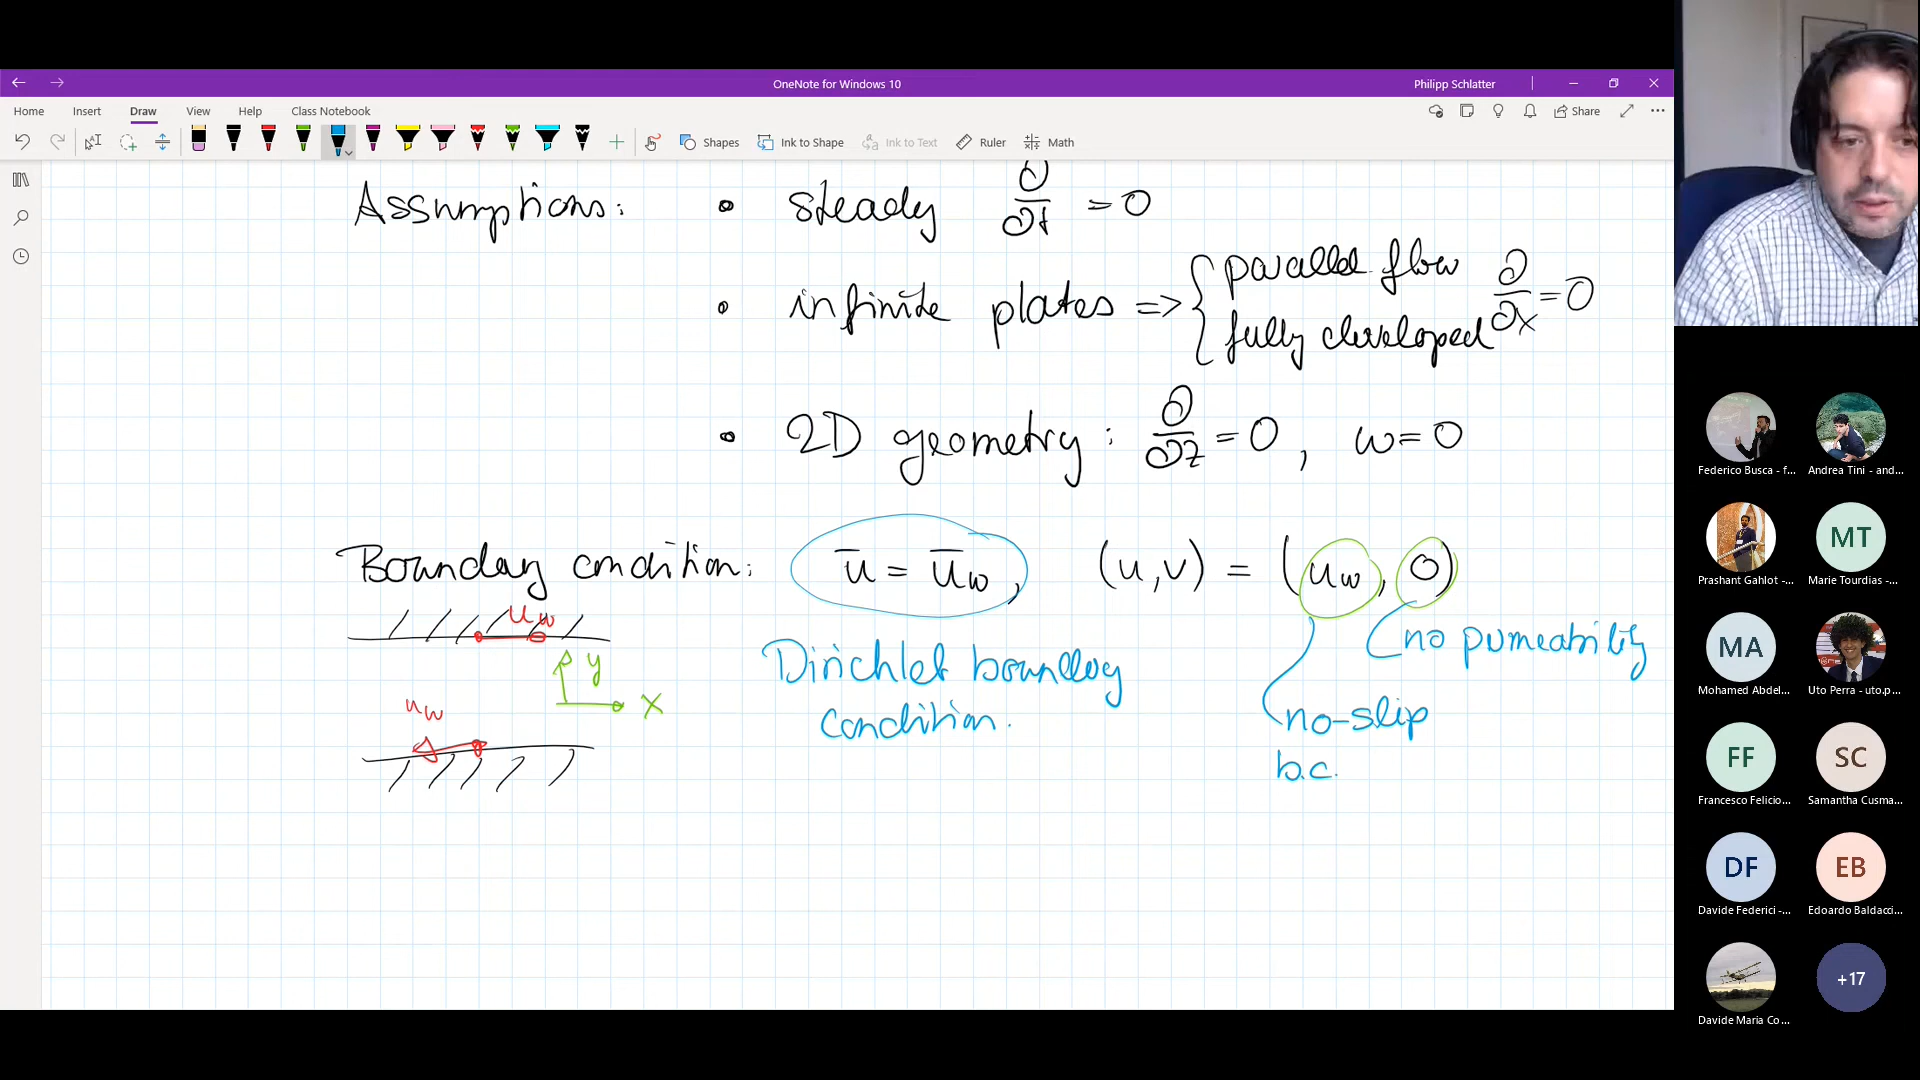 OneNote for Windows 10
Philipp Schlatter
Home Insert Draw View Help Class Notebook
Share
Shapes Ink to Shape Ink to Text Ruler Math
Assumptions: • steady ∂/∂t = 0
• infinite plates => { parallel flow
fully developed ∂/∂x = 0
• 2D geometry: ∂/∂z = 0, w = 0
Boundary condition: u̅ = u̅w, (u,v) = (uw, 0)
uw
y
x
uw
Dirichlet boundary
condition.
no permeability
no-slip
b.c.
Federico Busca - f...
Andrea Tini - and...
Prashant Gahlot -...
MT
Marie Tourdias -...
MA
Mohamed Abdel...
Uto Perra - uto.p...
FF
Francesco Felicio...
SC
Samantha Cusma...
DF
Davide Federici -...
EB
Edoardo Baldacci...
Davide Maria Co...
+17